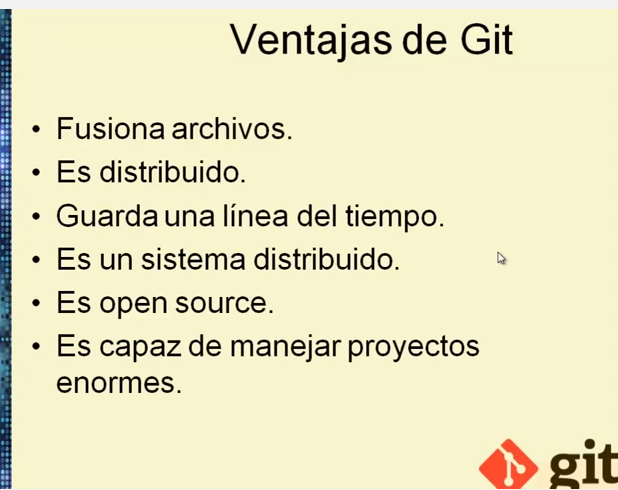 Ventajas de Git
• Fusiona archivos.
• Es distribuido.
• Guarda una línea del tiempo.
• Es un sistema distribuido.
• Es open source.
• Es capaz de manejar proyectos
enormes.
git